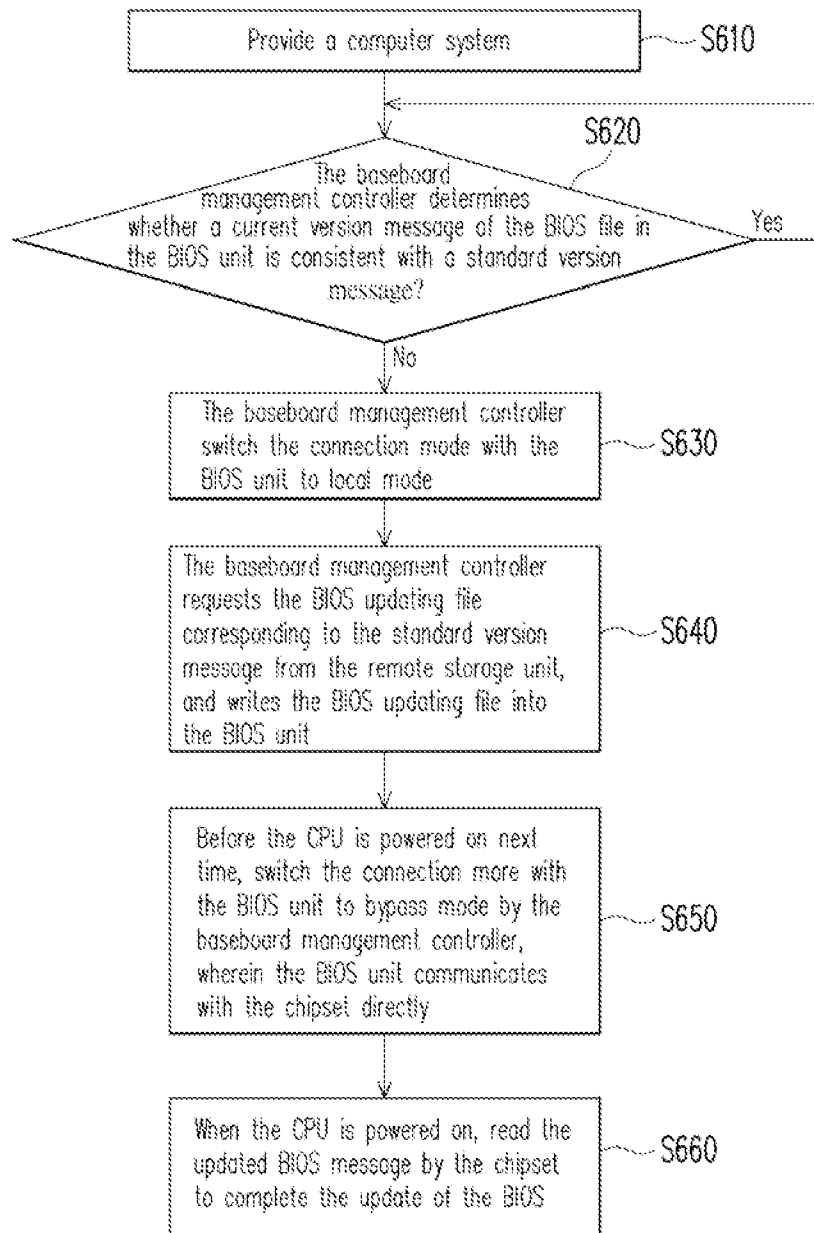 Provide a computer system
S610
S620
The baseboard
management controller determines
whether a current version message of the BIOS file in
the BIOS unit is consistent with a standard version
message?
Yes
No
The baseboard management controller
switch the connection mode with the
BIOS unit to local mode
S630
The baseboard management controller
requests the BIOS updating file
corresponding to the standard version
message from the remote storage unit,
and writes the BIOS updating file into
the BIOS unit
S640
Before the CPU is powered on next
time, switch the connection more with
the BIOS unit to bypass mode by the
baseboard management controller,
wherein the BIOS unit communicates
with the chipset directly
S650
When the CPU is powered on, read the
updated BIOS message by the chipset
to complete the update of the BIOS
S660